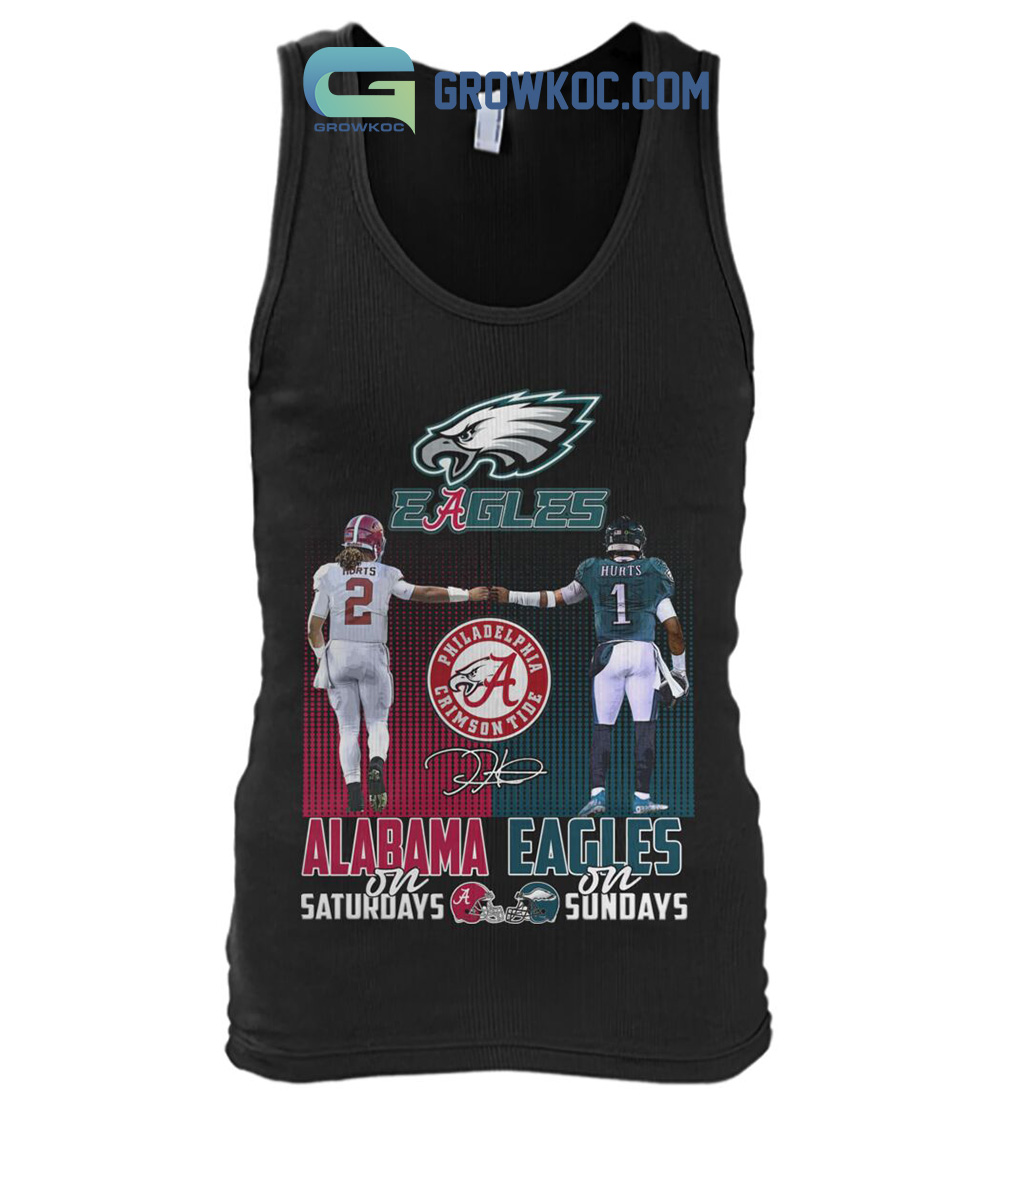 GROWKOC
GROWKOC.COM
EAGLES
HURTS
2
HURTS
1
PHILADELPHIA
A
CRIMSON TIDE
ALABAMA
on
SATURDAYS
A
EAGLES
on
SUNDAYS